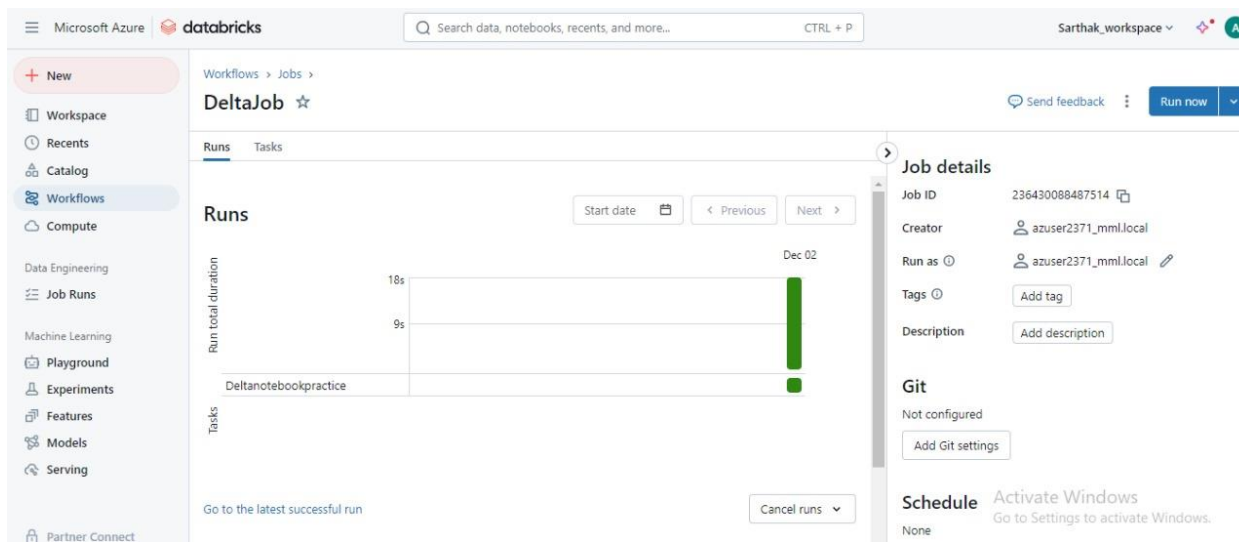 Microsoft Azure databricks Search data, notebooks, recents, and more... CTRL + P Sarthak_workspace A
New
Workspace
Recents
Catalog
Workflows
Compute
Data Engineering
Job Runs
Machine Learning
Playground
Experiments
Features
Models
Serving
Partner Connect
Workflows > Jobs >
DeltaJob
Send feedback
Run now
Runs Tasks
Runs
Start date
< Previous
Next >
Dec 02
Run total duration
18s
9s
Deltanotebookpractice
Tasks
Go to the latest successful run
Cancel runs
Job details
Job ID 236430088487514
Creator azuser2371_mml.local
Run as azuser2371_mml.local
Tags Add tag
Description Add description
Git
Not configured
Add Git settings
Schedule
None
Activate Windows
Go to Settings to activate Windows.